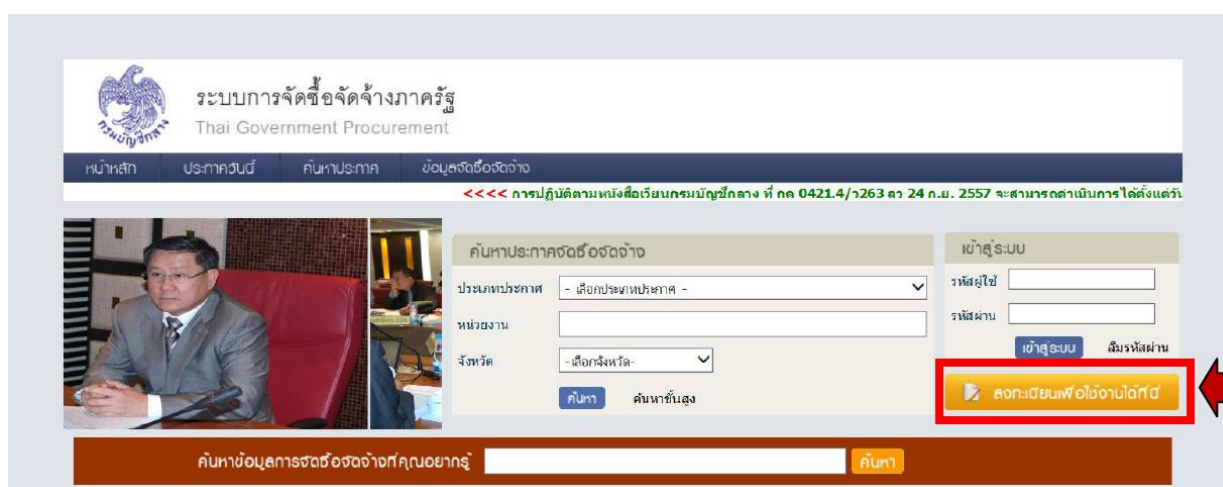 กรมบัญชีกลาง
ระบบการจัดซื้อจัดจ้างภาครัฐ
Thai Government Procurement
หน้าหลัก ประกาศวันนี้ ค้นหาประกาศ ข้อมูลจัดซื้อจัดจ้าง
<<<< การปฏิบัติตามหนังสือเวียนกรมบัญชีกลาง ที่ กค 0421.4/ว263 ลว 24 ก.ย. 2557 จะสามารถดำเนินการได้ตั้งแต่วัน
ค้นหาประกาศจัดซื้อจัดจ้าง
ประเภทประกาศ - เลือกประเภทประกาศ -
หน่วยงาน
จังหวัด -เลือกจังหวัด-
ค้นหา ค้นหาขั้นสูง
เข้าสู่ระบบ
รหัสผู้ใช้
รหัสผ่าน
เข้าสู่ระบบ ลืมรหัสผ่าน
ลงทะเบียนเพื่อใช้งานได้ที่นี่
ค้นหาข้อมูลการจัดซื้อจัดจ้างที่คุณอยากรู้ ค้นหา